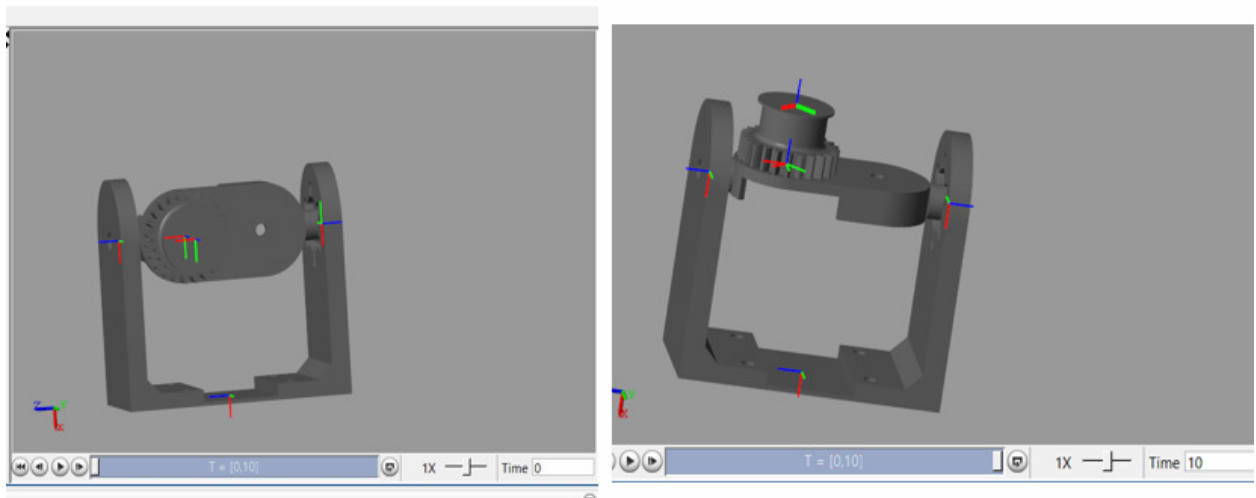 Z Y
X
T = [0,10] 1X Time 0
Y
X
T = [0,10] 1X Time 10